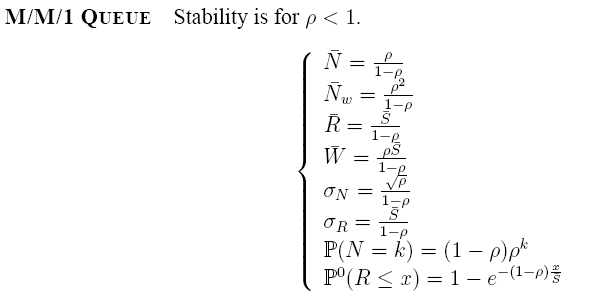 M/M/1 QUEUE Stability is for ρ < 1.
N̄ = ρ/(1−ρ)
N̄_w = ρ²/(1−ρ)
R̄ = S̄/(1−ρ)
W̄ = ρS̄/(1−ρ)
σ_N = √ρ/(1−ρ)
σ_R = S̄/(1−ρ)
ℙ(N = k) = (1 − ρ)ρ^k
ℙ⁰(R ≤ x) = 1 − e^{−(1−ρ)x/S̄}